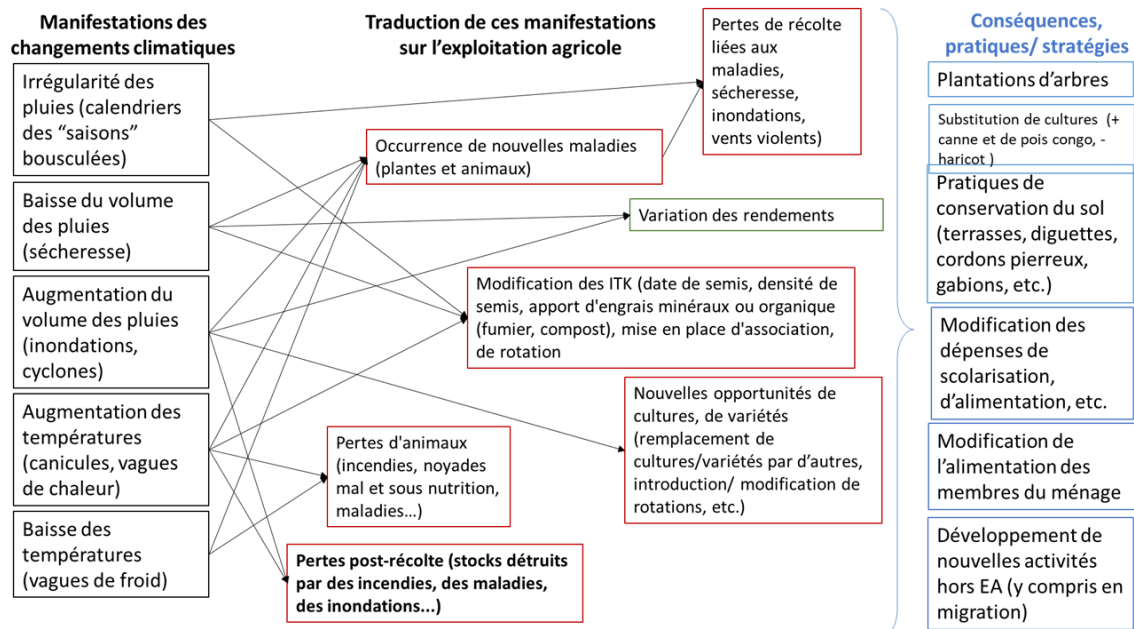 Manifestations des
changements climatiques
Irrégularité des
pluies (calendriers
des “saisons”
bousculées)
Baisse du volume
des pluies
(sécheresse)
Augmentation du
volume des pluies
(inondations,
cyclones)
Augmentation des
températures
(canicules, vagues
de chaleur)
Baisse des
températures
(vagues de froid)
Traduction de ces manifestations
sur l’exploitation agricole
Pertes de récolte
liées aux
maladies,
sécheresse,
inondations,
vents violents)
Occurrence de nouvelles maladies
(plantes et animaux)
Variation des rendements
Modification des ITK (date de semis, densité de
semis, apport d'engrais minéraux ou organique
(fumier, compost), mise en place d'association,
de rotation
Nouvelles opportunités de
cultures, de variétés
(remplacement de
cultures/variétés par d’autres,
introduction/ modification de
rotations, etc.)
Pertes d'animaux
(incendies, noyades
mal et sous nutrition,
maladies...)
Pertes post-récolte (stocks détruits
par des incendies, des maladies,
des inondations...)
Conséquences,
pratiques/ stratégies
Plantations d’arbres
Substitution de cultures (+
canne et de pois congo, -
haricot )
Pratiques de
conservation du sol
(terrasses, diguettes,
cordons pierreux,
gabions, etc.)
Modification des
dépenses de
scolarisation,
d’alimentation, etc.
Modification de
l’alimentation des
membres du ménage
Développement de
nouvelles activités
hors EA (y compris en
migration)